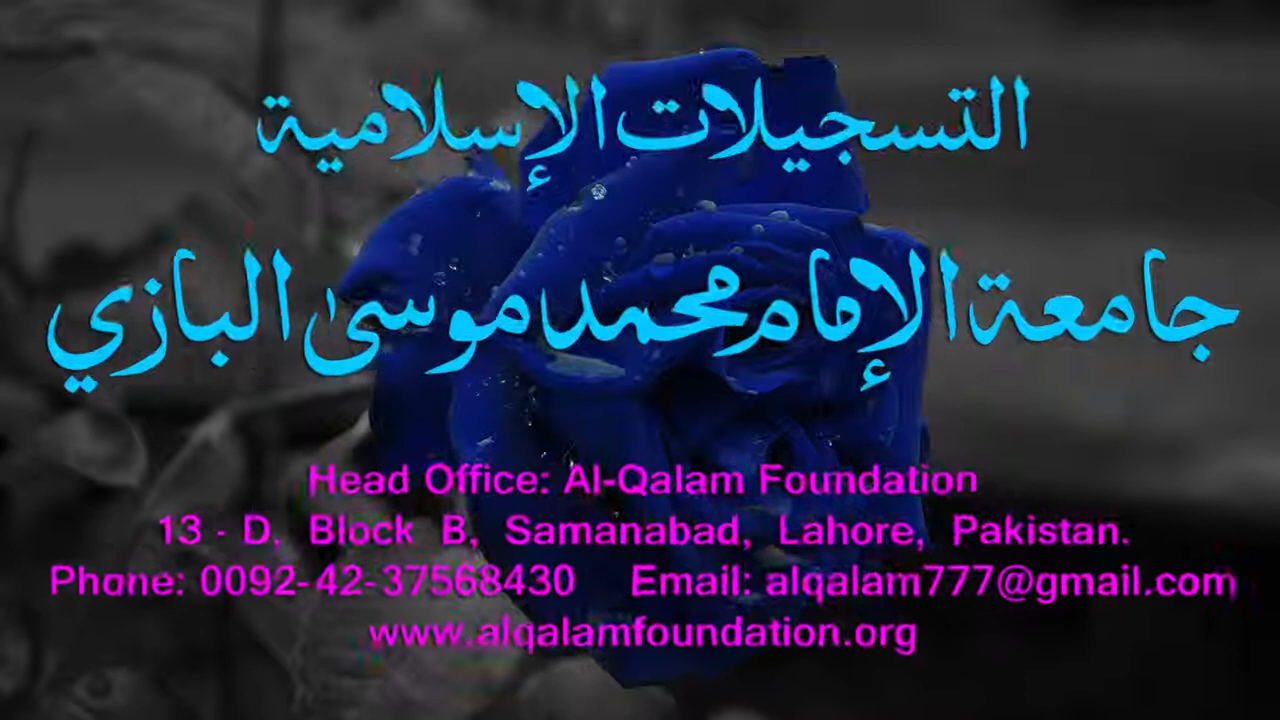 التسجيلات الإسلامية
جامعة الإمام محمد موسىٰ البازي
Head Office: Al-Qalam Foundation
13 - D, Block B, Samanabad, Lahore, Pakistan.
Phone: 0092-42-37568430 Email: alqalam777@gmail.com
www.alqalamfoundation.org